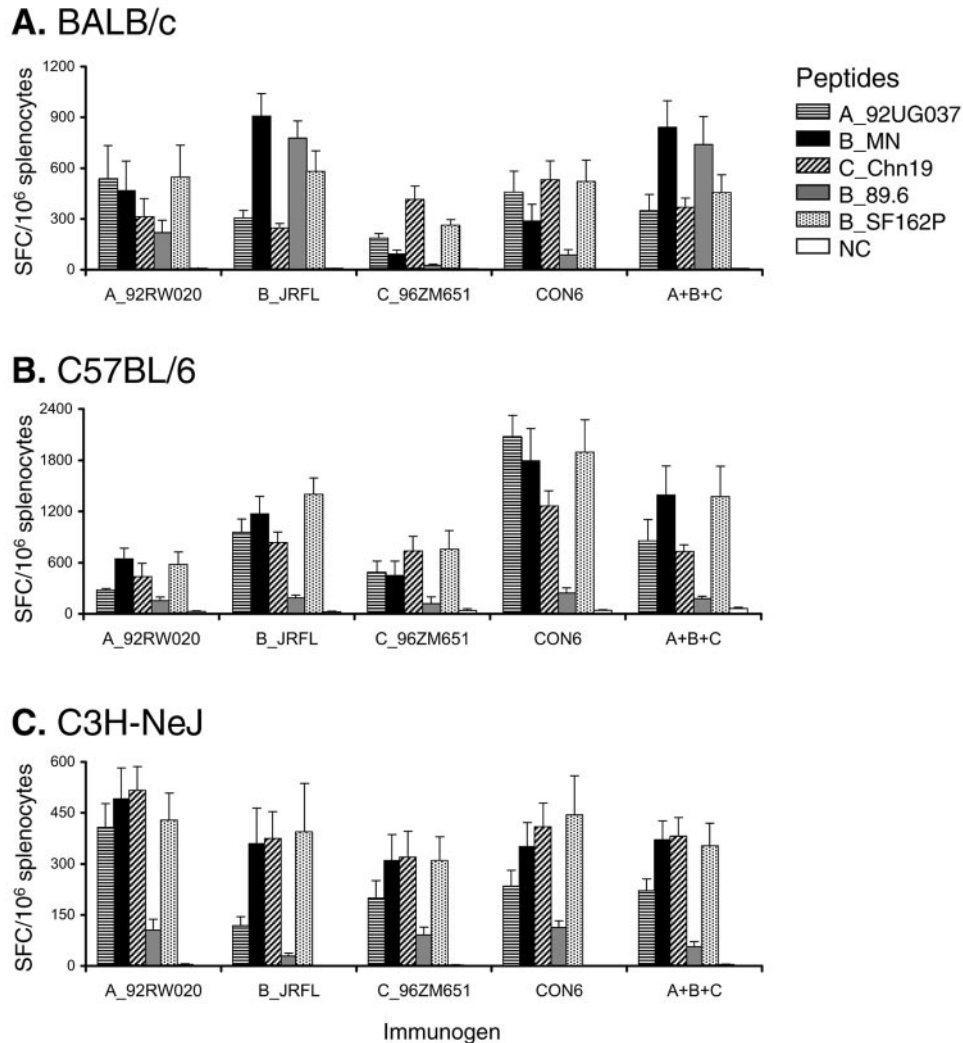 A. BALB/c
SFC/10⁶ splenocytes
1200
900
600
300
0
A_92RW020 B_JRFL C_96ZM651 CON6 A+B+C
Peptides
A_92UG037
B_MN
C_Chn19
B_89.6
B_SF162P
NC
B. C57BL/6
SFC/10⁶ splenocytes
2400
1800
1200
600
0
A_92RW020 B_JRFL C_96ZM651 CON6 A+B+C
C. C3H-NeJ
SFC/10⁶ splenocytes
600
450
300
150
0
A_92RW020 B_JRFL C_96ZM651 CON6 A+B+C
Immunogen